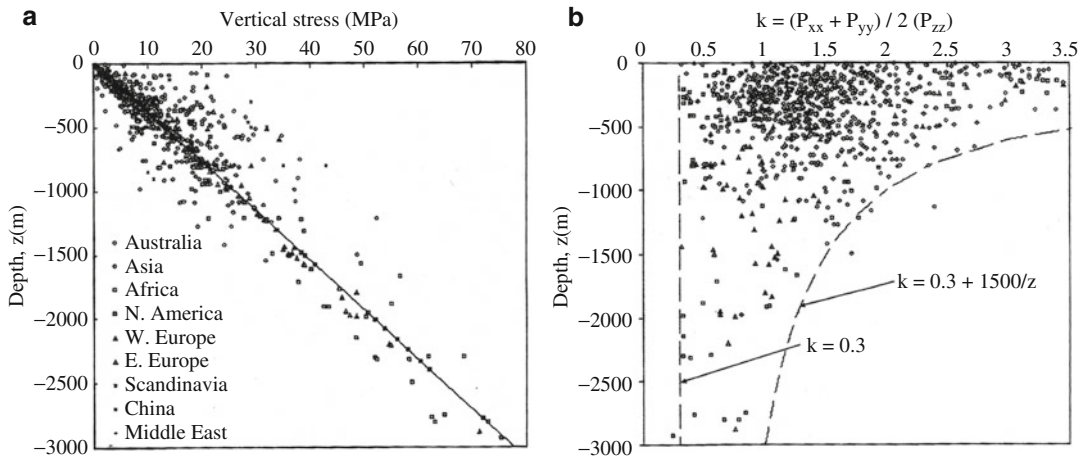 a
Vertical stress (MPa)
0 10 20 30 40 50 60 70 80
Depth, z(m)
0
−500
−1000
−1500
−2000
−2500
−3000
Australia
Asia
Africa
N. America
W. Europe
E. Europe
Scandinavia
China
Middle East
b
k = (Pxx + Pyy) / 2 (Pzz)
0 0.5 1 1.5 2 2.5 3 3.5
Depth, z(m)
0
−500
−1000
−1500
−2000
−2500
−3000
k = 0.3 + 1500/z
k = 0.3